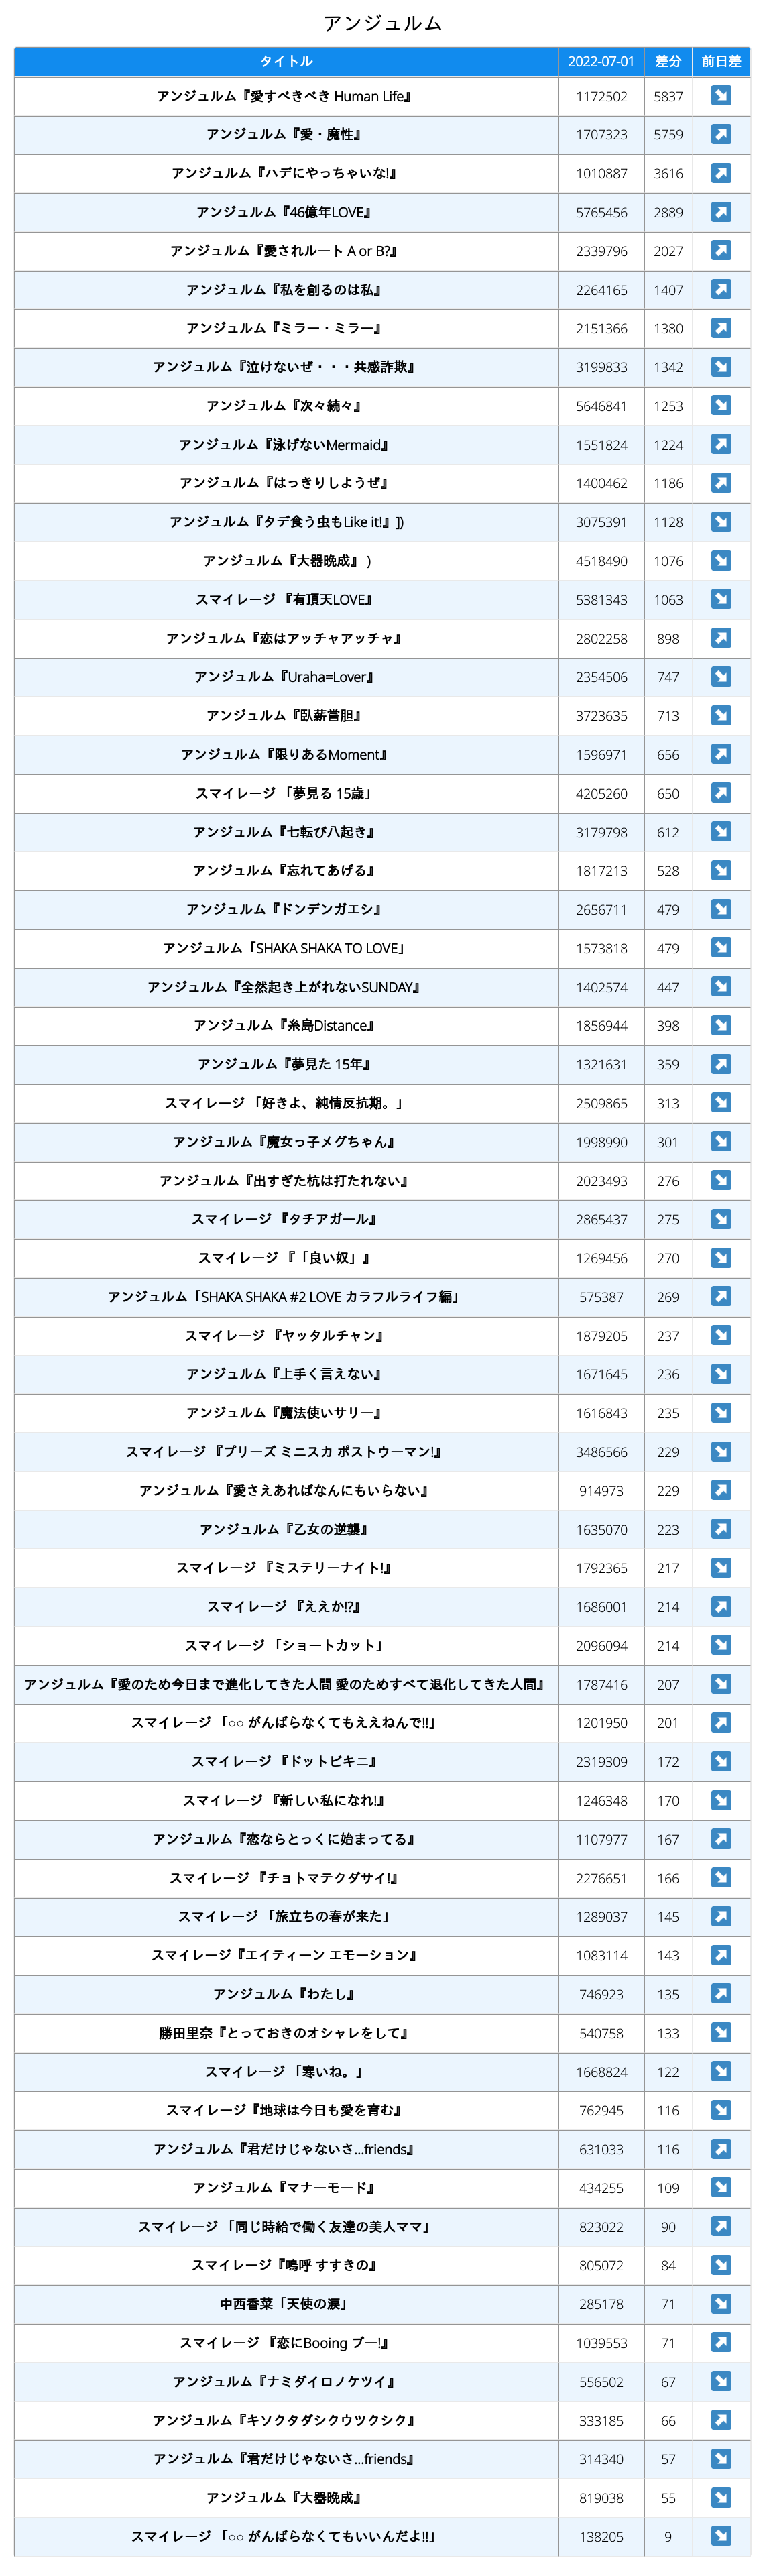 アンジュルム
タイトル 2022-07-01 差分 前日差
アンジュルム『愛すべきべき Human Life』 1172502 5837 ↘
アンジュルム『愛・魔性』 1707323 5759 ↗
アンジュルム『ハデにやっちゃいな!』 1010887 3616 ↗
アンジュルム『46億年LOVE』 5765456 2889 ↗
アンジュルム『愛されルート A or B?』 2339796 2027 ↗
アンジュルム『私を創るのは私』 2264165 1407 ↗
アンジュルム『ミラー・ミラー』 2151366 1380 ↗
アンジュルム『泣けないぜ・・・共感詐欺』 3199833 1342 ↘
アンジュルム『次々続々』 5646841 1253 ↘
アンジュルム『泳げないMermaid』 1551824 1224 ↗
アンジュルム『はっきりしようぜ』 1400462 1186 ↗
アンジュルム『タデ食う虫もLike it!』]) 3075391 1128 ↘
アンジュルム『大器晩成』 ) 4518490 1076 ↘
スマイレージ 『有頂天LOVE』 5381343 1063 ↘
アンジュルム『恋はアッチャアッチャ』 2802258 898 ↗
アンジュルム『Uraha=Lover』 2354506 747 ↘
アンジュルム『臥薪嘗胆』 3723635 713 ↘
アンジュルム『限りあるMoment』 1596971 656 ↗
スマイレージ 「夢見る 15歳」 4205260 650 ↗
アンジュルム『七転び八起き』 3179798 612 ↘
アンジュルム『忘れてあげる』 1817213 528 ↘
アンジュルム『ドンデンガエシ』 2656711 479 ↘
アンジュルム「SHAKA SHAKA TO LOVE」 1573818 479 ↘
アンジュルム『全然起き上がれないSUNDAY』 1402574 447 ↘
アンジュルム『糸島Distance』 1856944 398 ↘
アンジュルム『夢見た 15年』 1321631 359 ↗
スマイレージ 「好きよ、純情反抗期。」 2509865 313 ↘
アンジュルム『魔女っ子メグちゃん』 1998990 301 ↘
アンジュルム『出すぎた杭は打たれない』 2023493 276 ↘
スマイレージ 『タチアガール』 2865437 275 ↘
スマイレージ 『「良い奴」』 1269456 270 ↘
アンジュルム「SHAKA SHAKA #2 LOVE カラフルライフ編」 575387 269 ↗
スマイレージ 『ヤッタルチャン』 1879205 237 ↘
アンジュルム『上手く言えない』 1671645 236 ↘
アンジュルム『魔法使いサリー』 1616843 235 ↘
スマイレージ 『プリーズ ミニスカ ポストウーマン!』 3486566 229 ↘
アンジュルム『愛さえあればなんにもいらない』 914973 229 ↗
アンジュルム『乙女の逆襲』 1635070 223 ↗
スマイレージ 『ミステリーナイト!』 1792365 217 ↘
スマイレージ 『ええか!?』 1686001 214 ↗
スマイレージ 「ショートカット」 2096094 214 ↘
アンジュルム『愛のため今日まで進化してきた人間 愛のためすべて退化してきた人間』 1787416 207 ↘
スマイレージ 「○○ がんばらなくてもええねんで!!」 1201950 201 ↗
スマイレージ 『ドットビキニ』 2319309 172 ↘
スマイレージ 『新しい私になれ!』 1246348 170 ↘
アンジュルム『恋ならとっくに始まってる』 1107977 167 ↗
スマイレージ 『チョトマテクダサイ!』 2276651 166 ↘
スマイレージ 「旅立ちの春が来た」 1289037 145 ↗
スマイレージ『エイティーン エモーション』 1083114 143 ↗
アンジュルム『わたし』 746923 135 ↗
勝田里奈『とっておきのオシャレをして』 540758 133 ↘
スマイレージ 「寒いね。」 1668824 122 ↘
スマイレージ『地球は今日も愛を育む』 762945 116 ↘
アンジュルム『君だけじゃないさ...friends』 631033 116 ↗
アンジュルム『マナーモード』 434255 109 ↘
スマイレージ 「同じ時給で働く友達の美人ママ」 823022 90 ↗
スマイレージ『嗚呼 すすきの』 805072 84 ↘
中西香菜「天使の涙」 285178 71 ↘
スマイレージ 『恋にBooing ブー!』 1039553 71 ↗
アンジュルム『ナミダイロノケツイ』 556502 67 ↘
アンジュルム『キソクタダシクウツクシク』 333185 66 ↗
アンジュルム『君だけじゃないさ...friends』 314340 57 ↘
アンジュルム『大器晩成』 819038 55 ↘
スマイレージ 「○○ がんばらなくてもいいんだよ!!」 138205 9 ↘